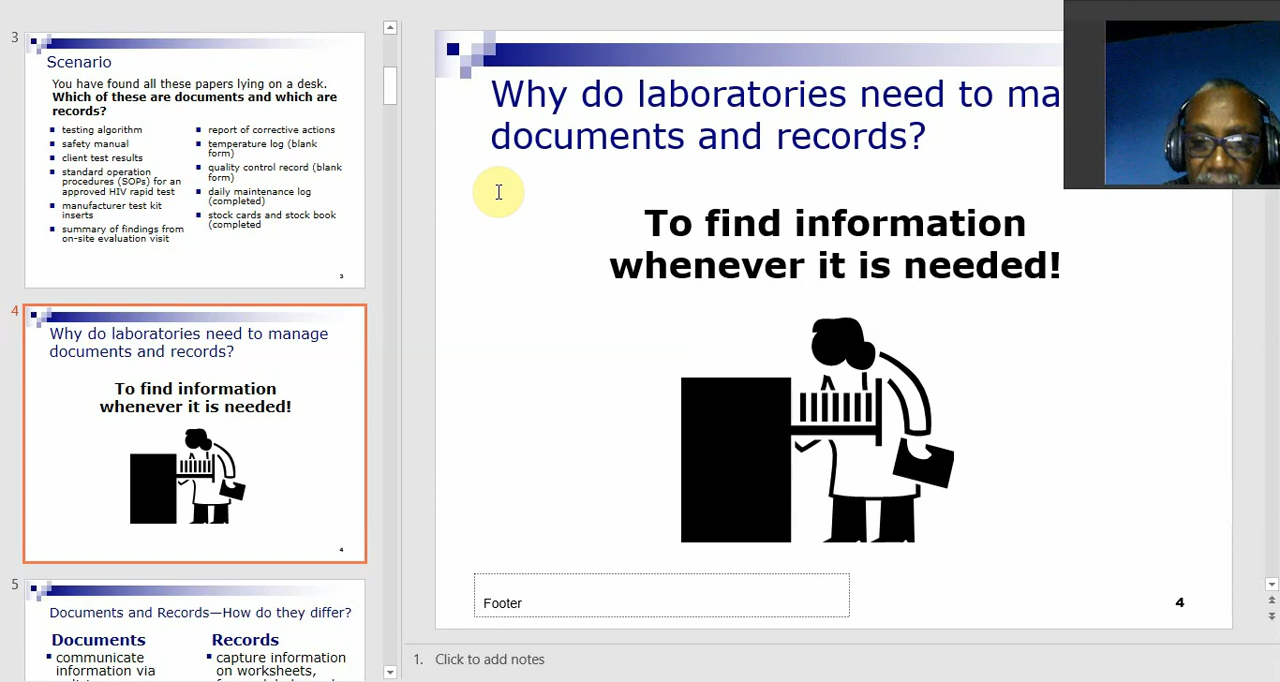 3
Scenario
You have found all these papers lying on a desk.
Which of these are documents and which are
records?
testing algorithm
safety manual
client test results
standard operation
procedures (SOPs) for an
approved HIV rapid test
manufacturer test kit
inserts
summary of findings from
on-site evaluation visit
report of corrective actions
temperature log (blank
form)
quality control record (blank
form)
daily maintenance log
(completed)
stock cards and stock book
(completed
3
4
Why do laboratories need to manage
documents and records?
To find information
whenever it is needed!
4
5
Documents and Records—How do they differ?
Documents
communicate
information via
Records
capture information
on worksheets,
Why do laboratories need to ma
documents and records?
To find information
whenever it is needed!
Footer
4
1. Click to add notes